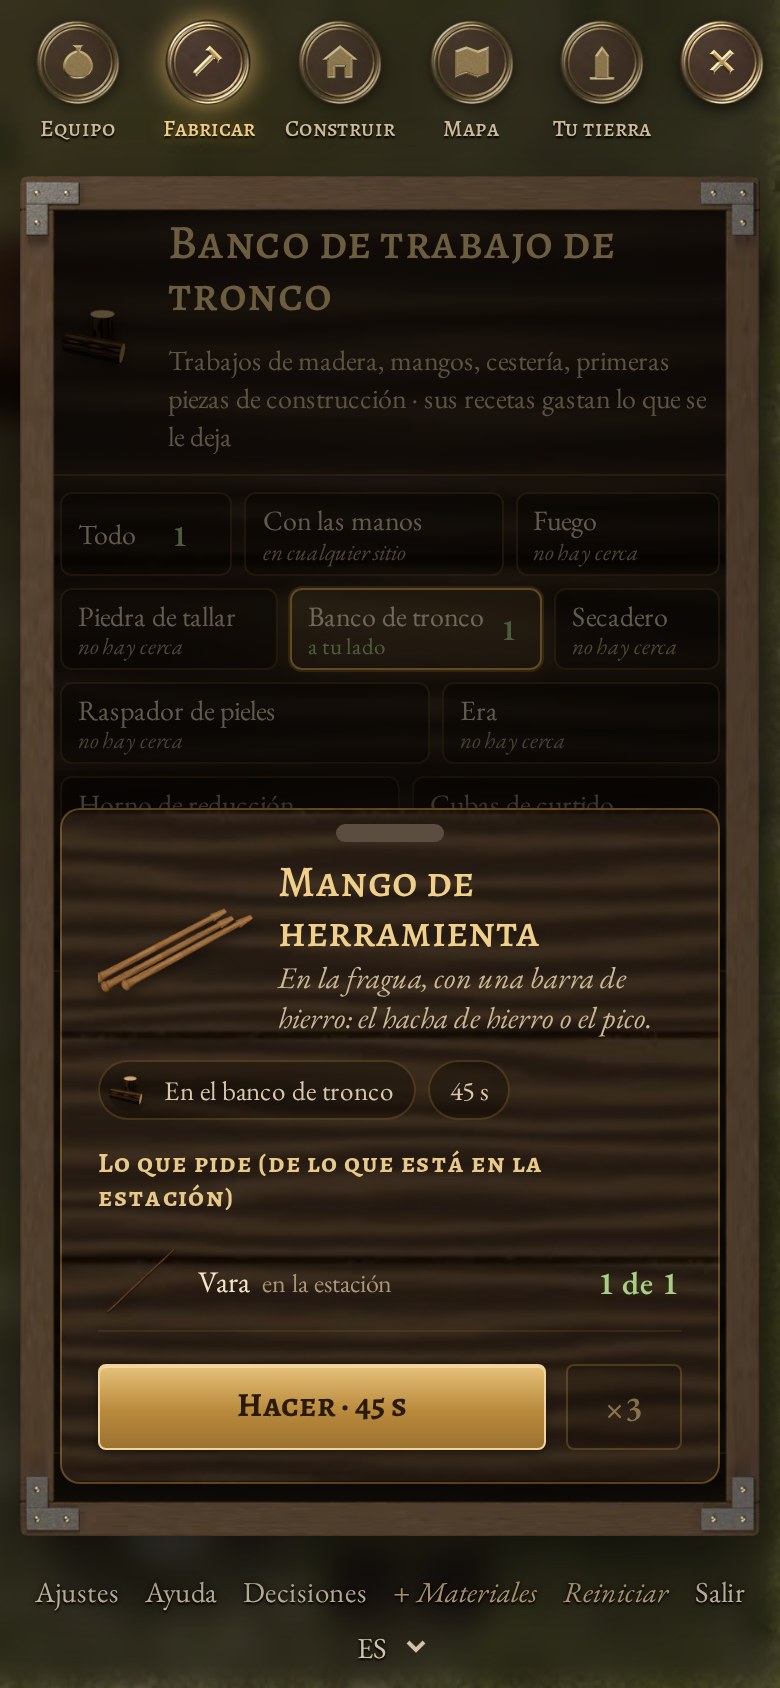 Equipo
Fabricar
Construir
Mapa
Tu tierra
Banco de trabajo de
tronco
Trabajos de madera, mangos, cestería, primeras
piezas de construcción · sus recetas gastan lo que se
le deja
Todo 1
Con las manos
en cualquier sitio
Fuego
no hay cerca
Piedra de tallar
no hay cerca
Banco de tronco 1
a tu lado
Secadero
no hay cerca
Raspador de pieles
no hay cerca
Era
no hay cerca
Horno de reducción
Cubas de curtido
Mango de
herramienta
En la fragua, con una barra de
hierro: el hacha de hierro o el pico.
En el banco de tronco
45 s
Lo que pide (de lo que está en la
estación)
Vara en la estación 1 de 1
Hacer · 45 s
×3
Ajustes Ayuda Decisiones + Materiales Reiniciar Salir
ES